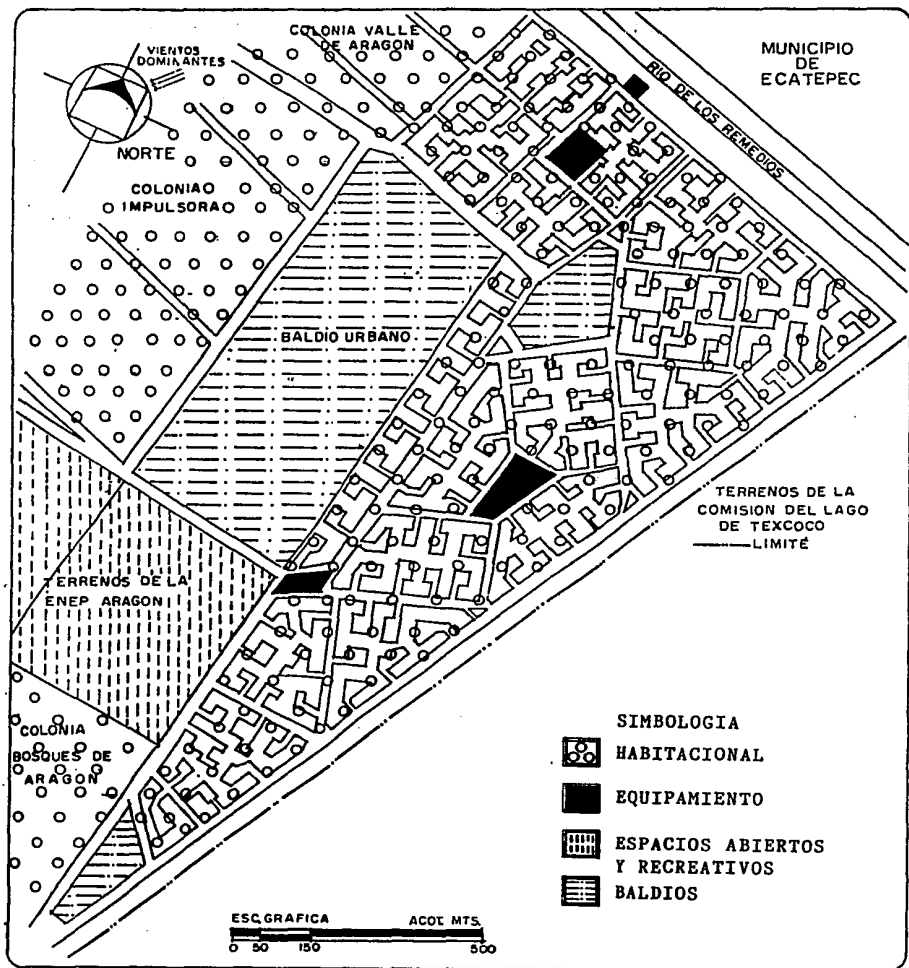 COLONIA VALLE
DE ARAGON
VIENTOS
DOMINANTES
MUNICIPIO
DE
ECATEPEC
RIO DE LOS REMEDIOS
NORTE
COLONIA
IMPULSORA
BALDIO URBANO
TERRENOS DE LA
COMISION DEL LAGO
DE TEXCOCO
LIMITÉ
TERRENOS DE LA
ENEP ARAGON
COLONIA
BOSQUES DE
ARAGON
SIMBOLOGIA
HABITACIONAL
EQUIPAMIENTO
ESPACIOS ABIERTOS
Y RECREATIVOS
BALDIOS
ESC. GRAFICA ACOT. MTS.
0 50 150 500